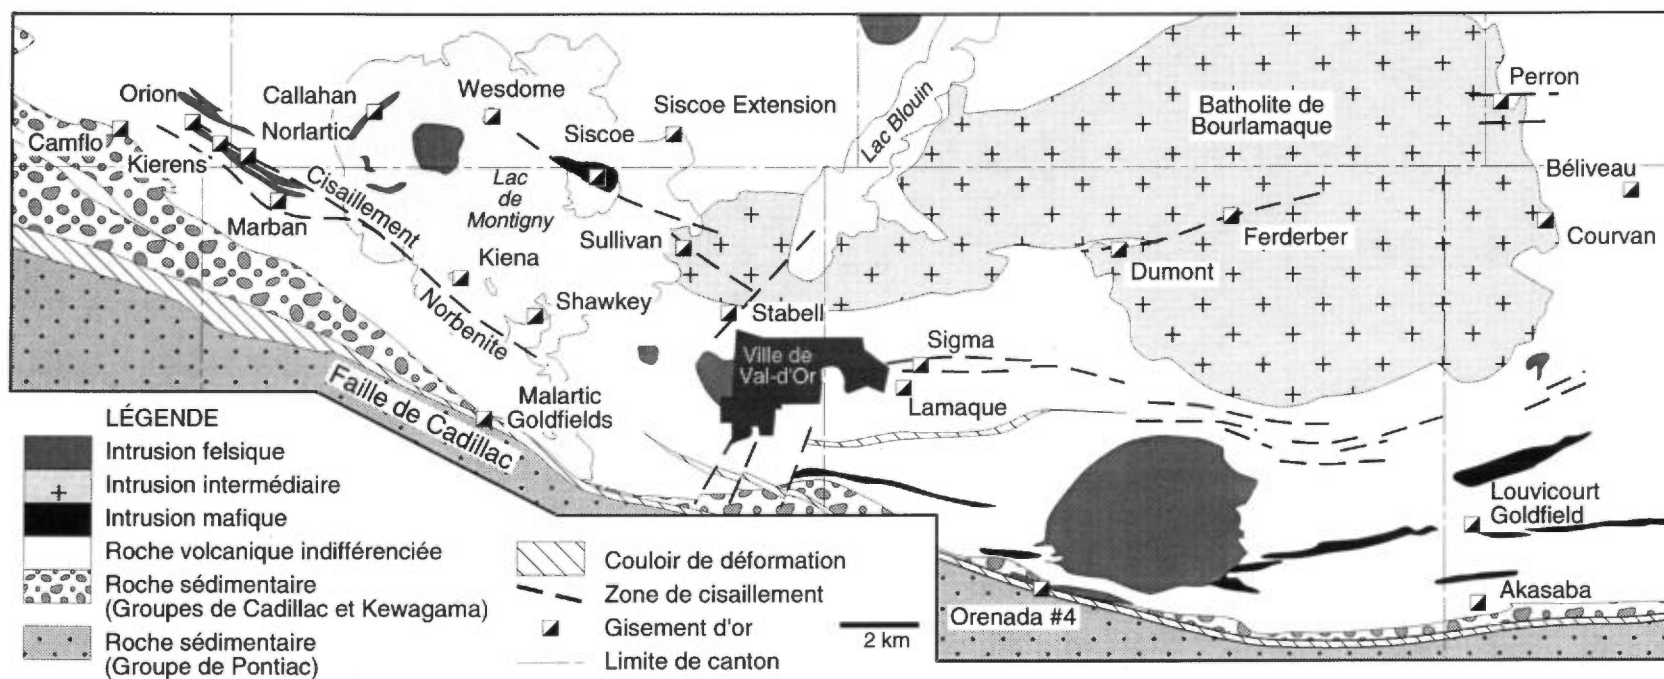 Orion
Callahan
Norlartic
Wesdome
Siscoe Extension
Lac Blouin
Batholite de
Bourlamaque
Perron
Camflo
Kierens
Siscoe
Béliveau
Cisaillement
Norbenite
Lac
de
Montigny
Marban
Sullivan
Ferderber
Courvan
Kiena
Dumont
Shawkey
Stabell
Ville de
Val-d'Or
Sigma
Lamaque
Faille de Cadillac
Malartic
Goldfields
Louvicourt
Goldfield
Orenada #4
Akasaba
LÉGENDE
Intrusion felsique
Intrusion intermédiaire
Intrusion mafique
Roche volcanique indifférenciée
Roche sédimentaire
(Groupes de Cadillac et Kewagama)
Roche sédimentaire
(Groupe de Pontiac)
Couloir de déformation
Zone de cisaillement
Gisement d'or
Limite de canton
2 km